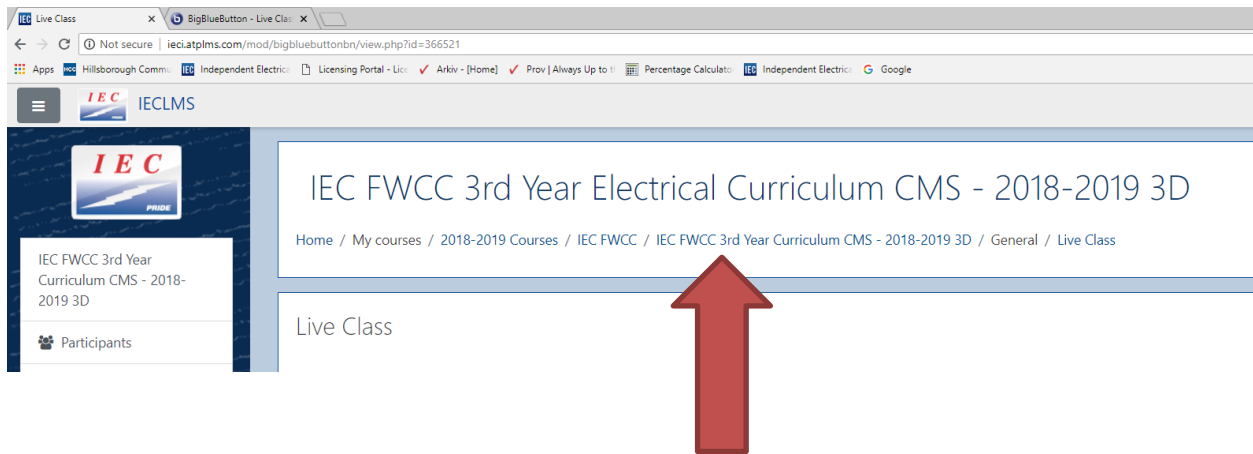 Live Class
BigBlueButton - Live Clas
Not secure | ieci.atplms.com/mod/bigbluebuttonbn/view.php?id=366521
Apps HCC Hillsborough Commu IEC Independent Electrica Licensing Portal - Lice Arkiv - [Home] Prov | Always Up to t Percentage Calculato IEC Independent Electrica G Google
IEC IECLMS
IEC
PRIDE
IEC FWCC 3rd Year
Curriculum CMS - 2018-
2019 3D
Participants
IEC FWCC 3rd Year Electrical Curriculum CMS - 2018-2019 3D
Home / My courses / 2018-2019 Courses / IEC FWCC / IEC FWCC 3rd Year Curriculum CMS - 2018-2019 3D / General / Live Class
Live Class